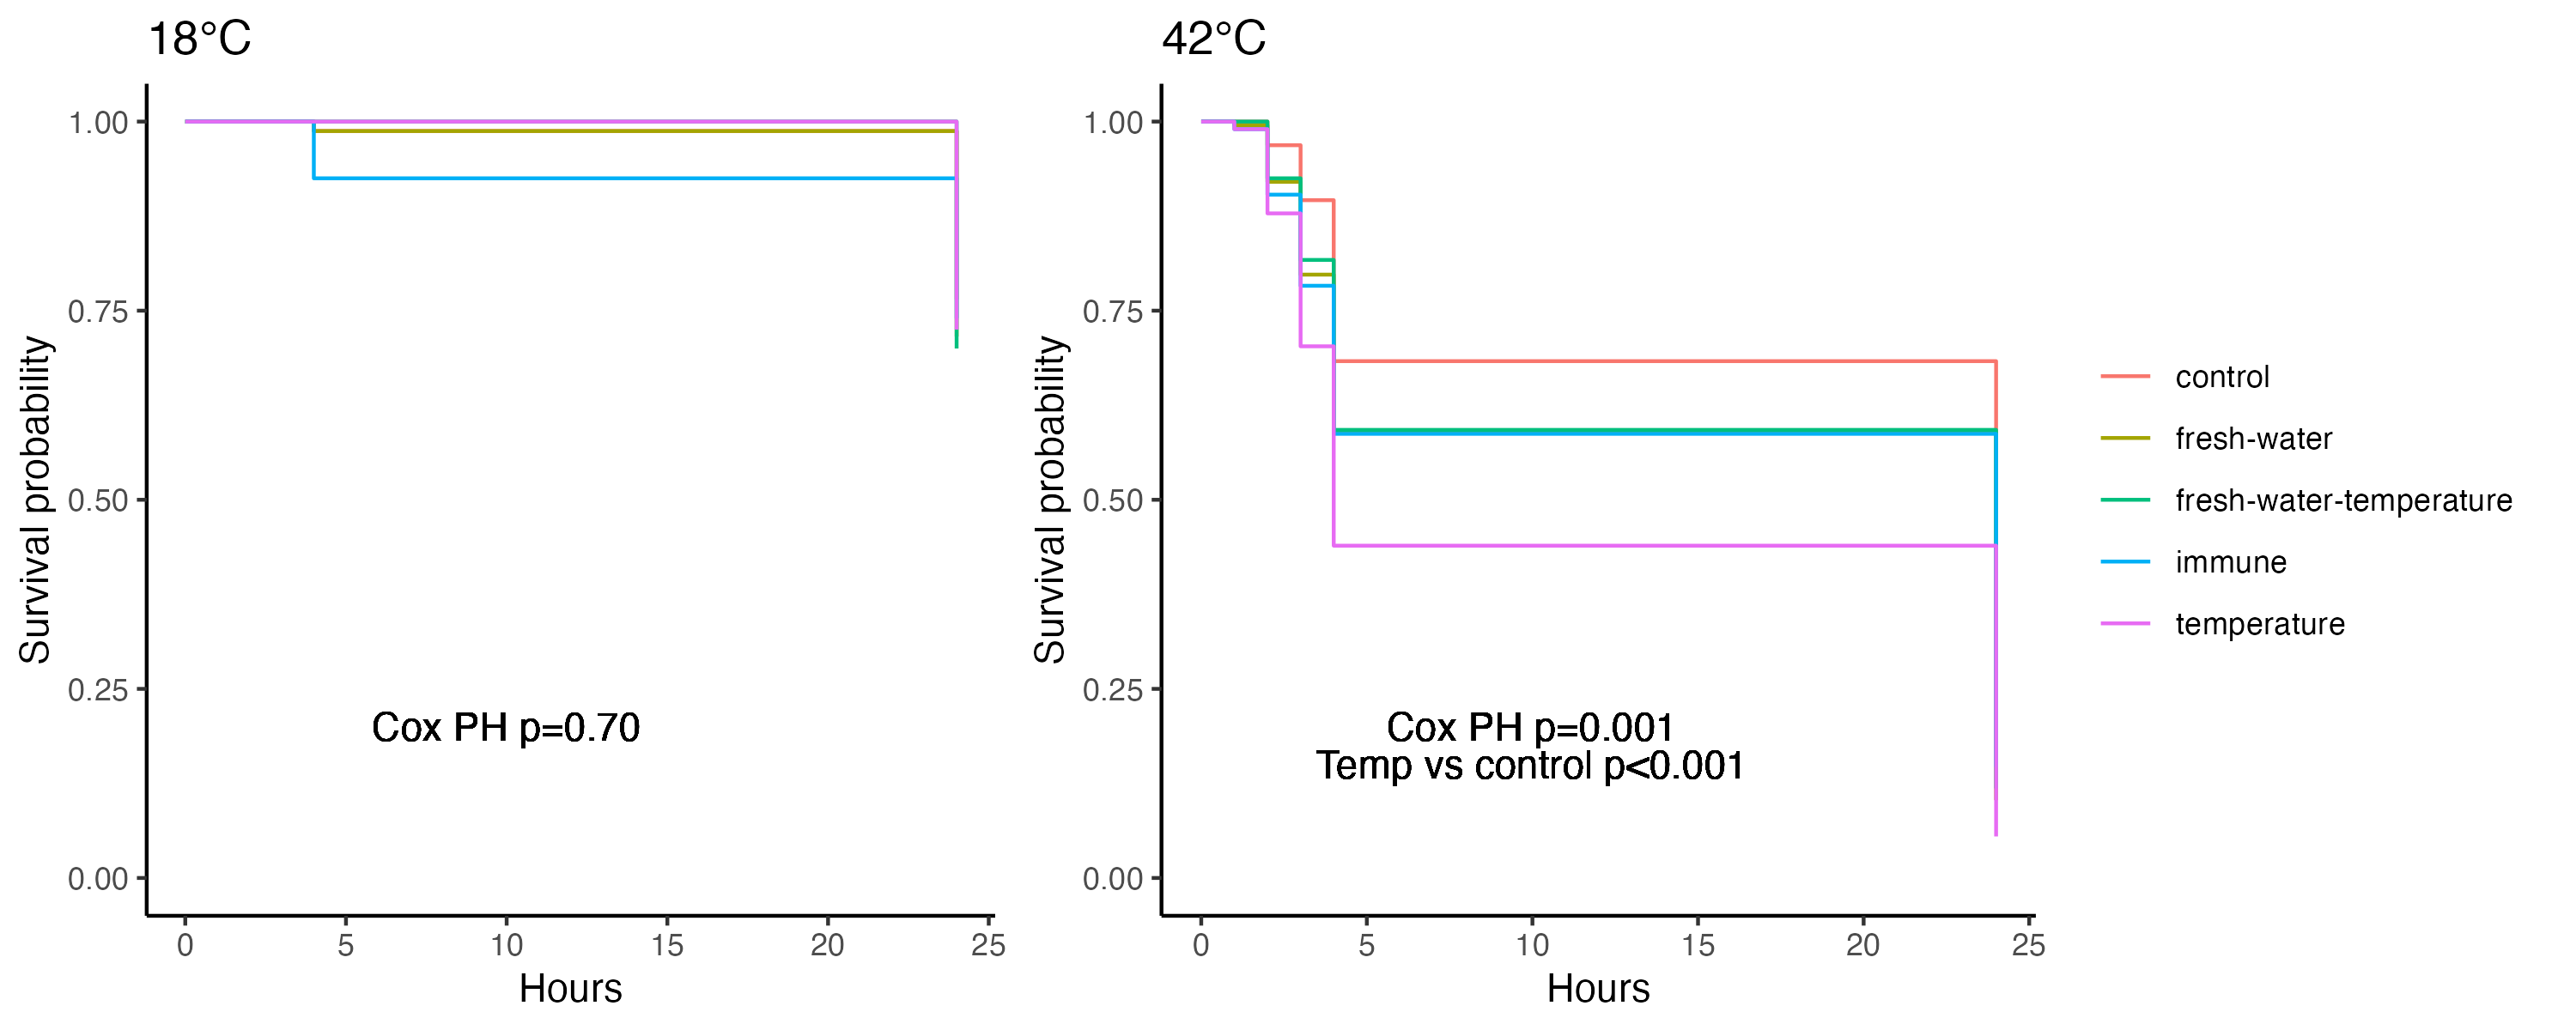 18°C
1.00
0.75
0.50
0.25
0.00
Survival probability
Cox PH p=0.70
0 5 10 15 20 25
Hours
42°C
1.00
0.75
0.50
0.25
0.00
Survival probability
Cox PH p=0.001
Temp vs control p<0.001
0 5 10 15 20 25
Hours
control
fresh-water
fresh-water-temperature
immune
temperature